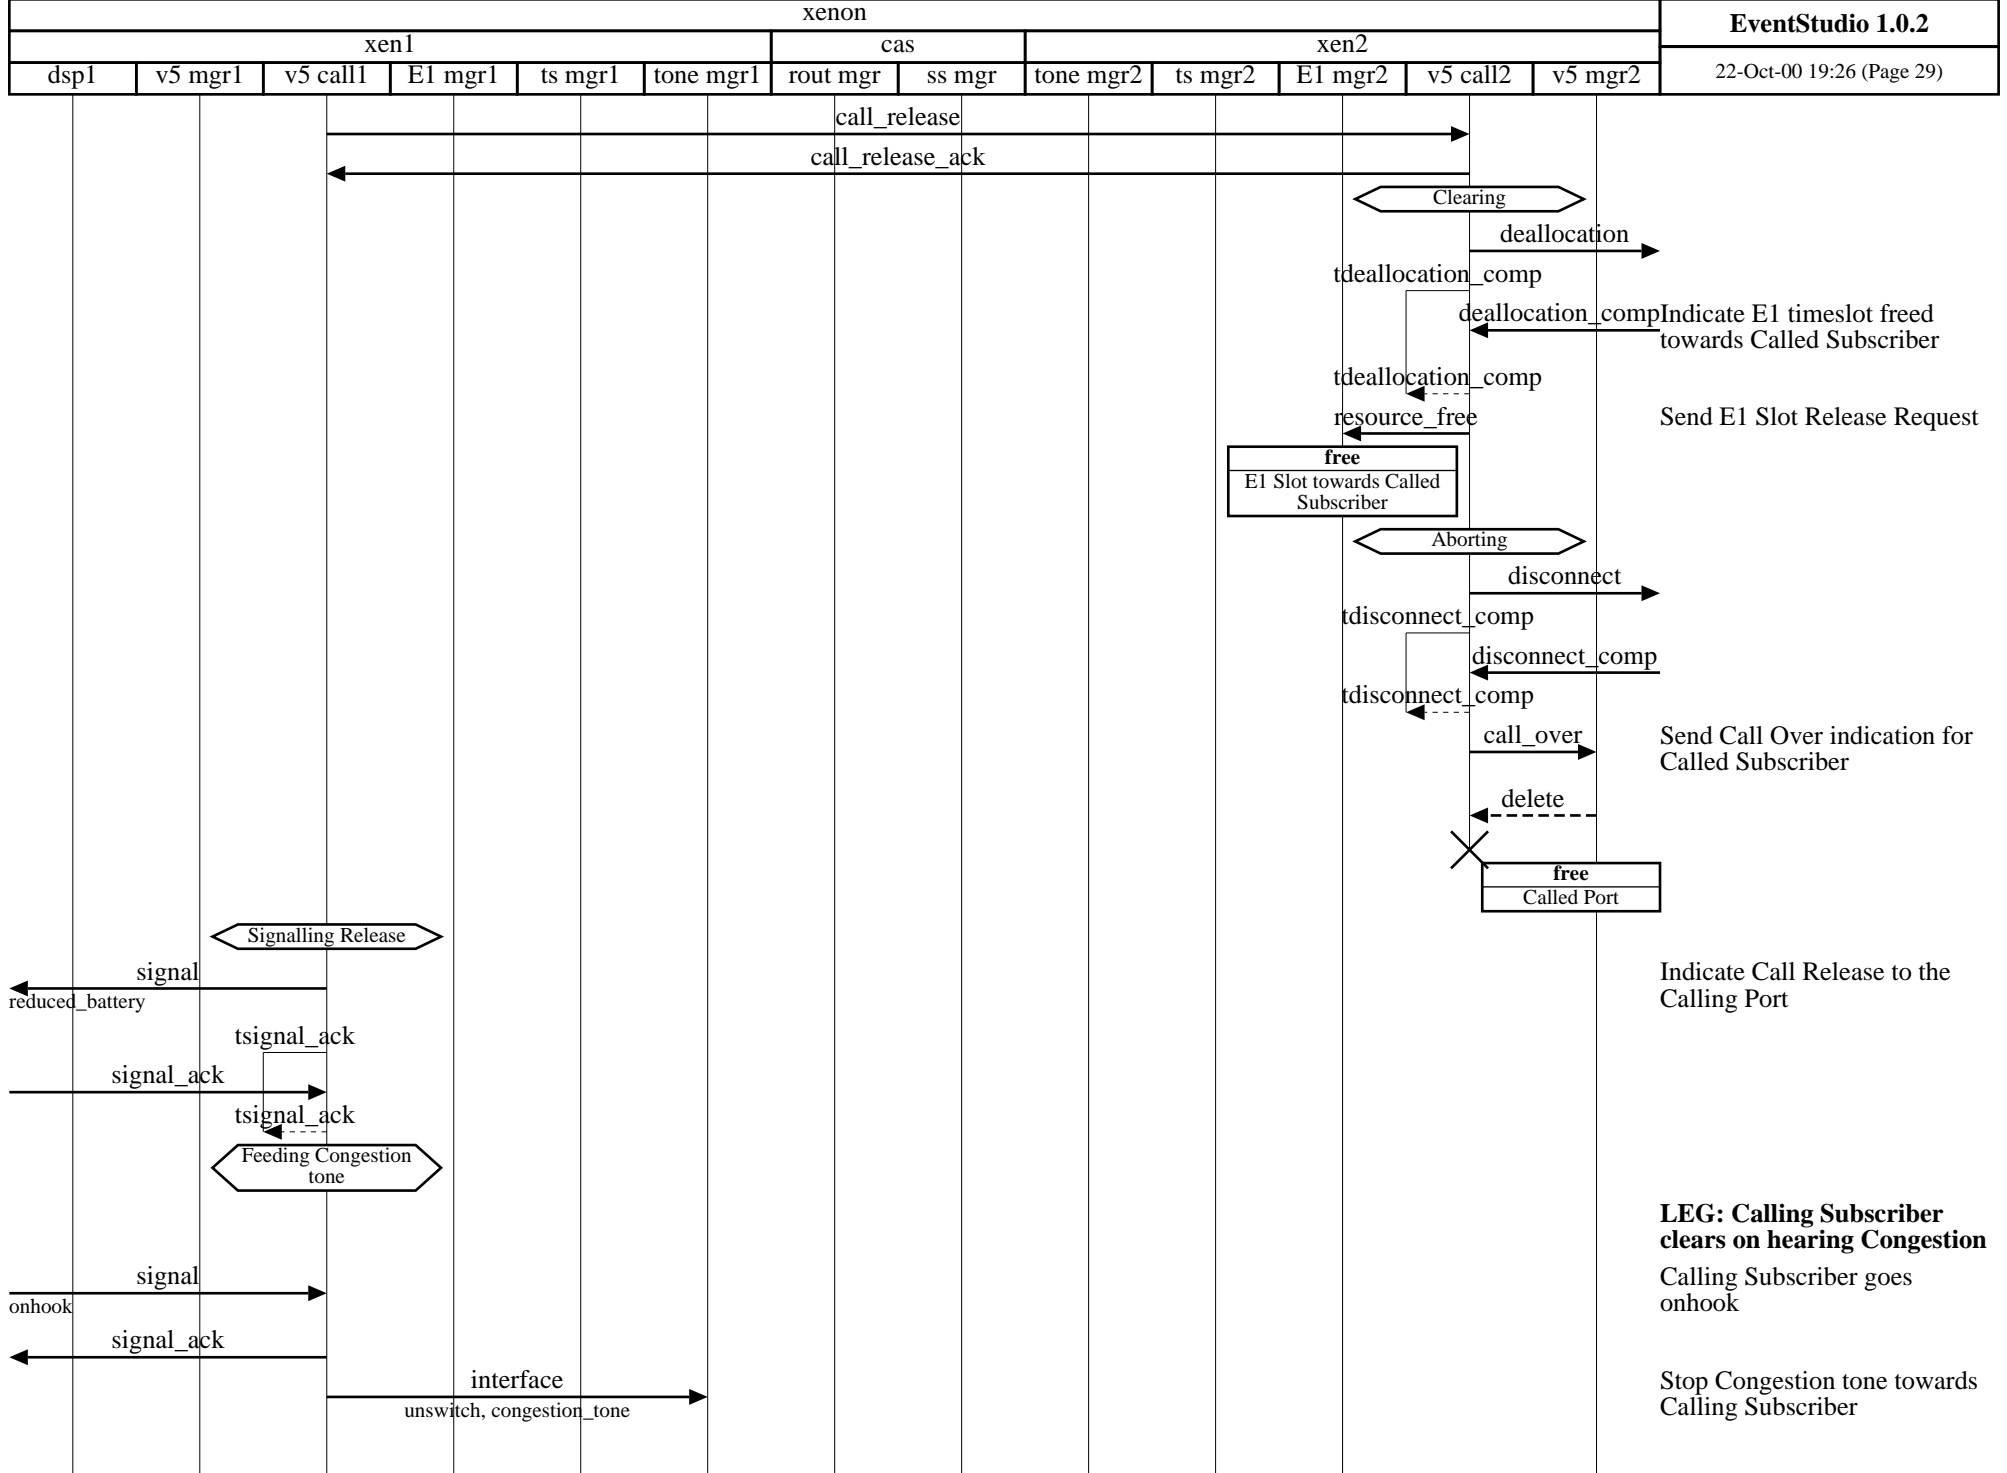 xenon
EventStudio 1.0.2
xen1
cas
xen2
22-Oct-00 19:26 (Page 29)
dsp1
v5 mgr1
v5 call1
E1 mgr1
ts mgr1
tone mgr1
rout mgr
ss mgr
tone mgr2
ts mgr2
E1 mgr2
v5 call2
v5 mgr2
call_release
call_release_ack
Clearing
deallocation
tdeallocation_comp
deallocation_comp
Indicate E1 timeslot freed
towards Called Subscriber
tdeallocation_comp
resource_free
Send E1 Slot Release Request
free
E1 Slot towards Called
Subscriber
Aborting
disconnect
tdisconnect_comp
disconnect_comp
tdisconnect_comp
call_over
Send Call Over indication for
Called Subscriber
delete
free
Called Port
Signalling Release
signal
reduced_battery
Indicate Call Release to the
Calling Port
tsignal_ack
signal_ack
tsignal_ack
Feeding Congestion
tone
LEG: Calling Subscriber
clears on hearing Congestion
signal
onhook
Calling Subscriber goes
onhook
signal_ack
interface
unswitch, congestion_tone
Stop Congestion tone towards
Calling Subscriber